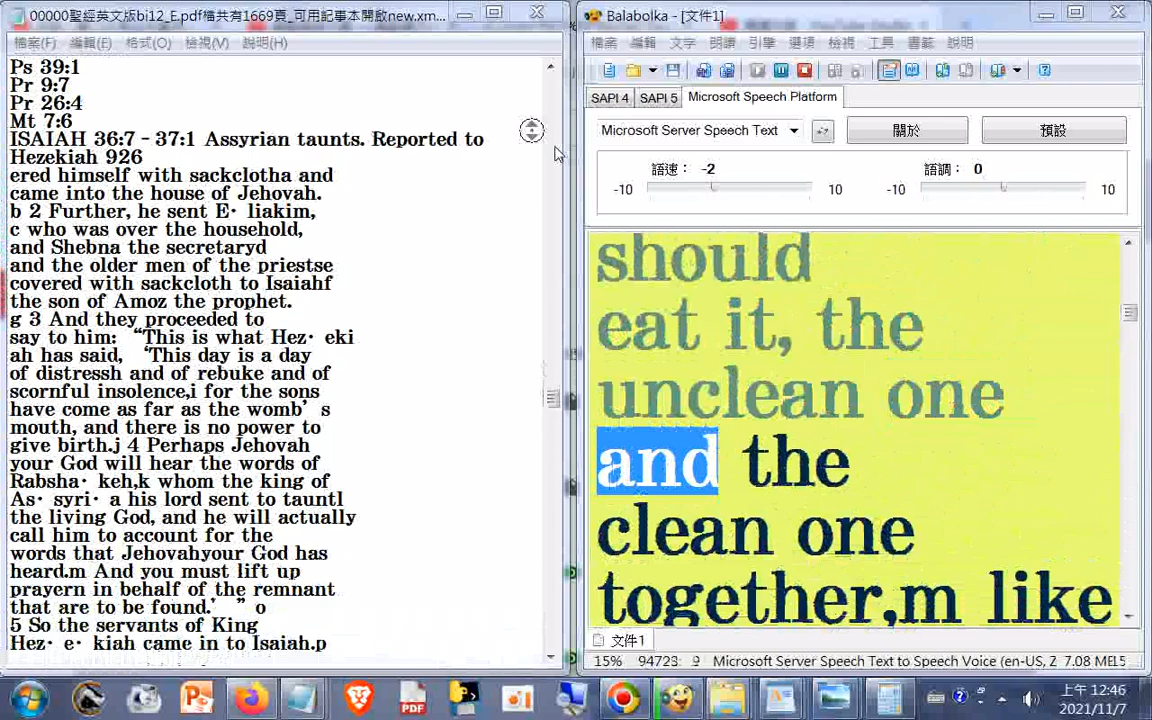 00000聖經英文版bi12_E.pdf檔共有1669頁_可用記事本開啟new.xm...
檔案(F) 編輯(E) 格式(O) 檢視(V) 說明(H)
Ps 39:1
Pr 9:7
Pr 26:4
Mt 7:6
ISAIAH 36:7 – 37:1 Assyrian taunts. Reported to
Hezekiah 926
ered himself with sackclotha and
came into the house of Jehovah.
b 2 Further, he sent E· liakim,
c who was over the household,
and Shebna the secretaryd
and the older men of the priestse
covered with sackcloth to Isaiahf
the son of Amoz the prophet.
g 3 And they proceeded to
say to him: “This is what Hez· eki
ah has said, ‘This day is a day
of distressh and of rebuke and of
scornful insolence,i for the sons
have come as far as the womb’ s
mouth, and there is no power to
give birth.j 4 Perhaps Jehovah
your God will hear the words of
Rabsha· keh,k whom the king of
As· syri· a his lord sent to tauntl
the living God, and he will actually
call him to account for the
words that Jehovahyour God has
heard.m And you must lift up
prayern in behalf of the remnant
that are to be found.’ ” o
5 So the servants of King
Hez· e· kiah came in to Isaiah.p
Balabolka - [文件1]
檔案 編輯 文字 朗讀 引擎 選項 檢視 工具 書籤 說明
SAPI 4 SAPI 5 Microsoft Speech Platform
Microsoft Server Speech Text 關於 預設
語速: -2 語調: 0
-10 10 -10 10
should
eat it, the
unclean one
and the
clean one
together,m like
文件1
15% 94723: 9 Microsoft Server Speech Text to Speech Voice (en-US, Z 7.08 MB
上午 12:46
2021/11/7